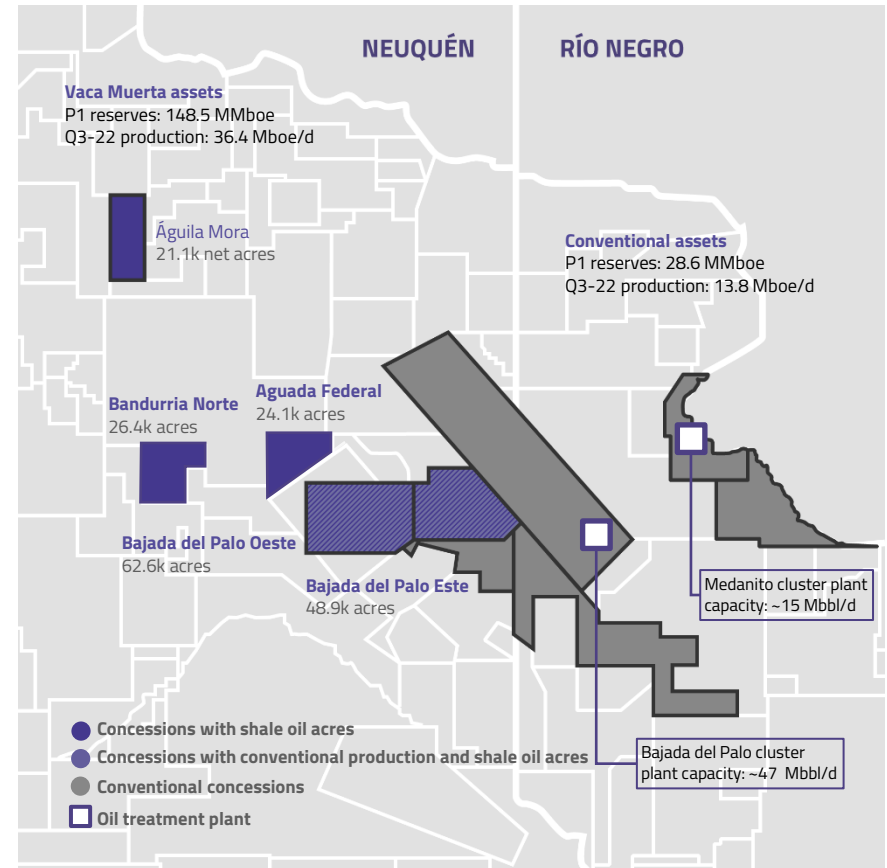 NEUQUÉN
RÍO NEGRO
Vaca Muerta assets
P1 reserves: 148.5 MMboe
Q3-22 production: 36.4 Mboe/d
Águila Mora
21.1k net acres
Conventional assets
P1 reserves: 28.6 MMboe
Q3-22 production: 13.8 Mboe/d
Bandurria Norte
26.4k acres
Aguada Federal
24.1k acres
Bajada del Palo Oeste
62.6k acres
Bajada del Palo Este
48.9k acres
Medanito cluster plant
capacity: ~15 Mbbl/d
Bajada del Palo cluster
plant capacity: ~47 Mbbl/d
Concessions with shale oil acres
Concessions with conventional production and shale oil acres
Conventional concessions
Oil treatment plant